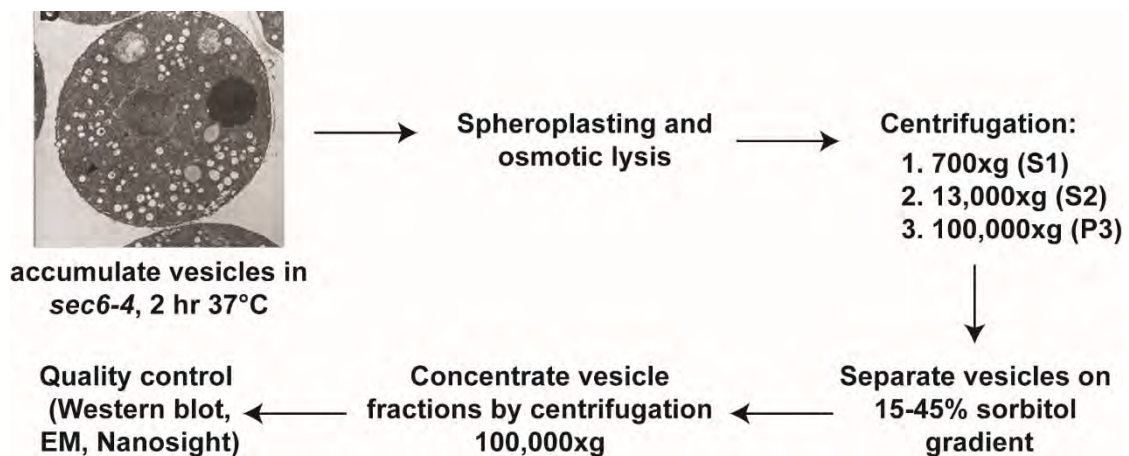 b
accumulate vesicles in
sec6-4, 2 hr 37°C
Spheroplasting and
osmotic lysis
Centrifugation:
1. 700xg (S1)
2. 13,000xg (S2)
3. 100,000xg (P3)
Separate vesicles on
15-45% sorbitol
gradient
Concentrate vesicle
fractions by centrifugation
100,000xg
Quality control
(Western blot,
EM, Nanosight)